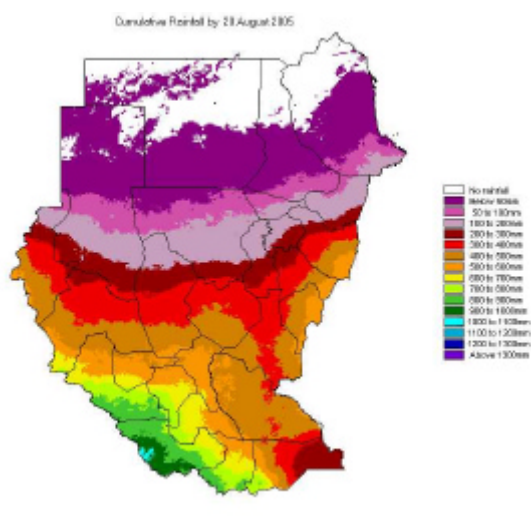 Cumulative Rainfall by 20 August 2005
No rainfall
Below 50mm
50 to 100mm
100 to 200mm
200 to 300mm
300 to 400mm
400 to 500mm
500 to 600mm
600 to 700mm
700 to 800mm
800 to 900mm
900 to 1000mm
1000 to 1100mm
1100 to 1200mm
1200 to 1300mm
Above 1300mm